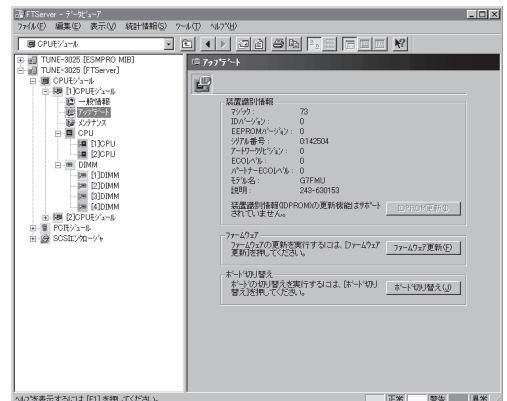 FTServer - ﾃﾞｰﾀﾋﾞｭｰｱ
ﾌｧｲﾙ(F) 編集(E) 表示(V) 統計情報(S) ﾂｰﾙ(T) ﾍﾙﾌﾟ(H)
CPUﾓｼﾞｭｰﾙ
TUNE-3025 [ESMPRO MIB]
TUNE-3025 [FTServer]
CPUﾓｼﾞｭｰﾙ
[1]CPUﾓｼﾞｭｰﾙ
一般情報
ｱｯﾌﾟﾃﾞｰﾄ
ﾒﾝﾃﾅﾝｽ
CPU
[1]CPU
[2]CPU
DIMM
[1]DIMM
[2]DIMM
[3]DIMM
[4]DIMM
[2]CPUﾓｼﾞｭｰﾙ
PCIﾓｼﾞｭｰﾙ
SCSIｴﾝｸﾛｰｼﾞｬ
ｱｯﾌﾟﾃﾞｰﾄ
装置識別情報
ﾏｼﾞｯｸ: 73
IDﾊﾞｰｼﾞｮﾝ: 0
EEPROMﾊﾞｰｼﾞｮﾝ: 0
ｼﾘｱﾙ番号: 0142504
ｱｰﾄﾜｰｸﾘﾋﾞｼﾞｮﾝ: 0
ECOﾚﾍﾞﾙ: 0
ﾊﾟｰﾄﾅｰECOﾚﾍﾞﾙ: 0
ﾓﾃﾞﾙ名: G7FMU
説明: 243-630153
装置識別情報(IDPROM)の更新機能はｻﾎﾟｰﾄ
されていません。
IDPROM更新(I)
ﾌｧｰﾑｳｪｱ
ﾌｧｰﾑｳｪｱの更新を実行するには、[ﾌｧｰﾑｳｪｱ
更新]を押してください。
ﾌｧｰﾑｳｪｱ更新(F)
ﾎﾞｰﾄﾞ切り替え
ﾎﾞｰﾄﾞの切り替えを実行するには、[ﾎﾞｰﾄﾞ切り
替え]を押してください。
ﾎﾞｰﾄﾞ切り替え(J)
ﾍﾙﾌﾟを表示するには [F1] を押してください。
正常 警告 異常